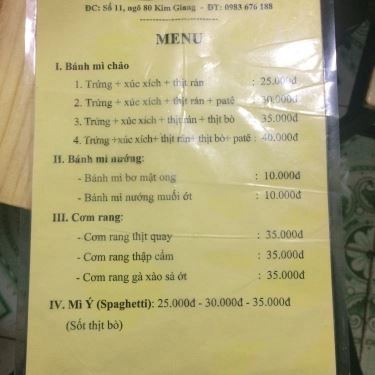 ĐC: Số 11, ngõ 80 Kim Giang - ĐT: 0983 676 188
MENU
I. Bánh mì chảo
1. Trứng + xúc xích + thịt rán : 25.000đ
2. Trứng + xúc xích + thịt rán + patê : 30.000đ
3. Trứng + xúc xích + thịt rán + thịt bò : 35.000đ
4. Trứng +xúc xích+ thịt rán+ thịt bò+ patê : 40.000đ
II. Bánh mì nướng:
- Bánh mì bơ mật ong : 10.000đ
- Bánh mì nướng muối ớt : 10.000đ
III. Cơm rang:
- Cơm rang thịt quay : 35.000đ
- Cơm rang thập cẩm : 35.000đ
- Cơm rang gà xào sả ớt : 35.000đ
IV. Mì Ý (Spaghetti): 25.000đ - 30.000đ - 35.000đ
(Sốt thịt bò)